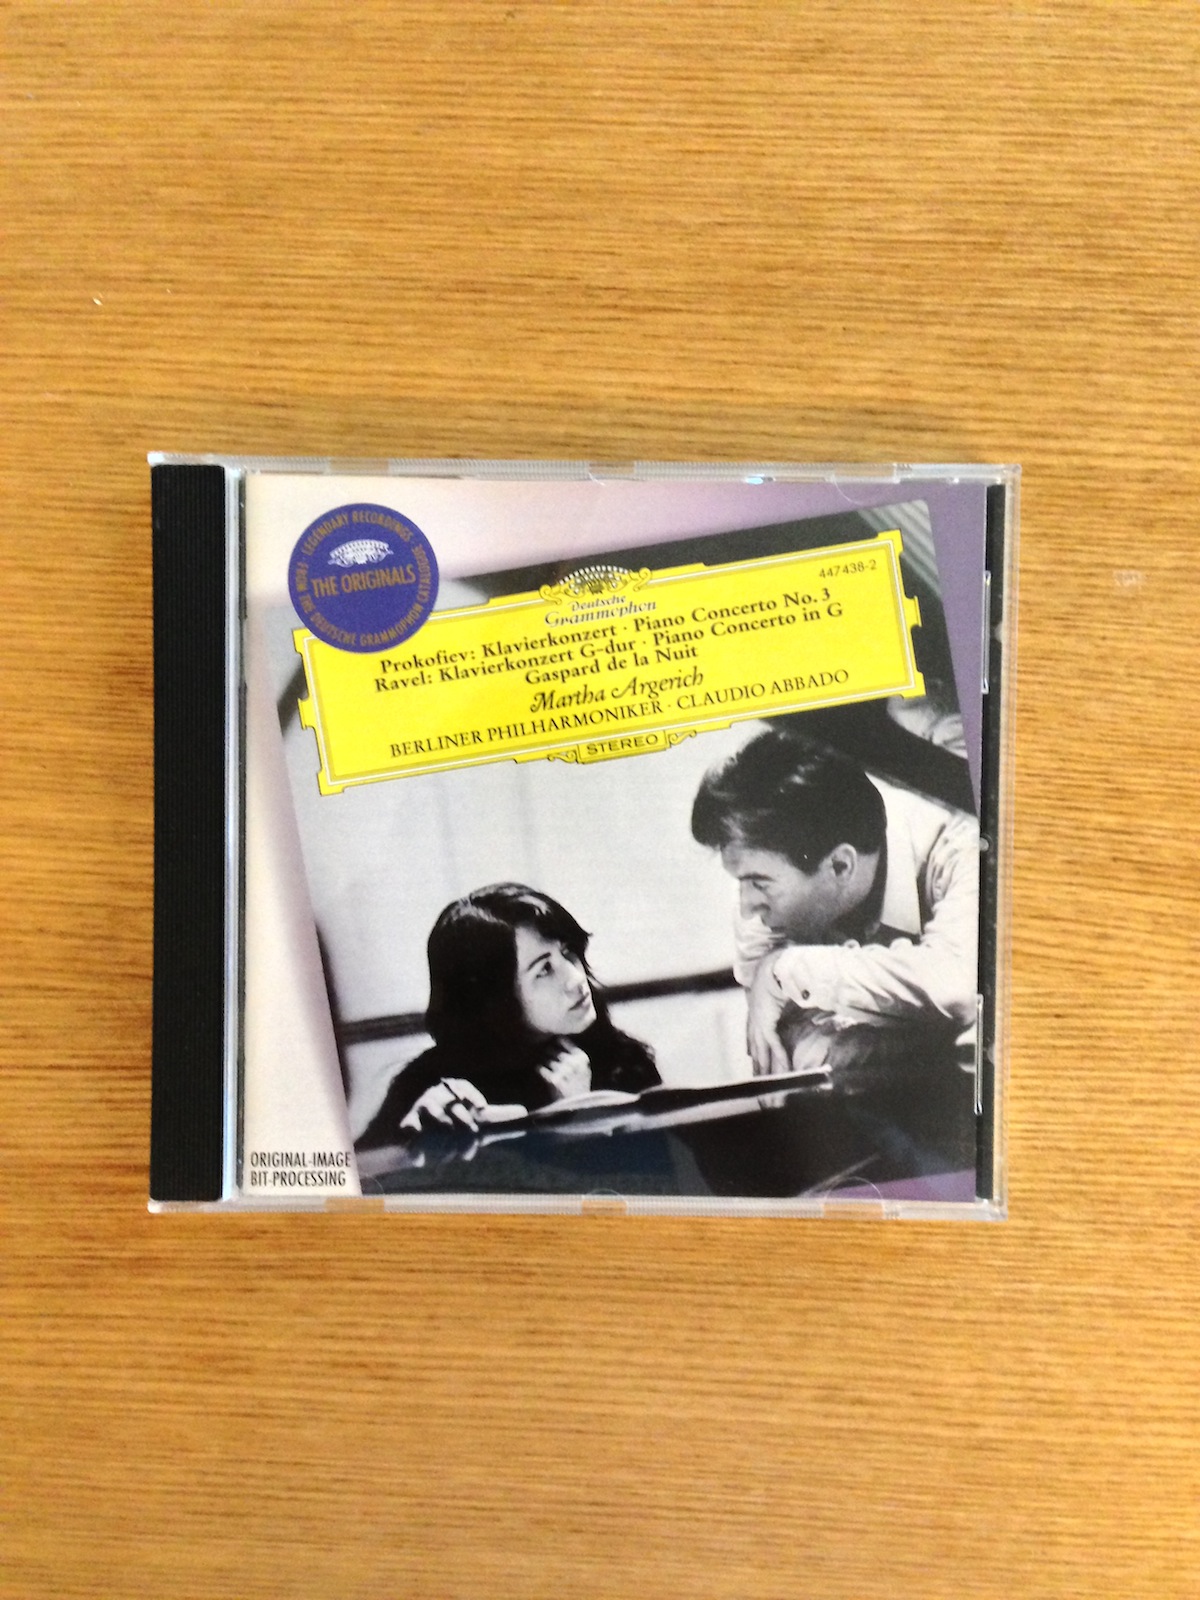 LEGENDARY RECORDINGS · FROM THE DEUTSCHE GRAMMOPHON CATALOGUE ·
THE ORIGINALS
447438-2
Deutsche
Grammophon
Prokofiev: Klavierkonzert · Piano Concerto No. 3
Ravel: Klavierkonzert G-dur · Piano Concerto in G
Gaspard de la Nuit
Martha Argerich
BERLINER PHILHARMONIKER · CLAUDIO ABBADO
STEREO
ORIGINAL-IMAGE
BIT-PROCESSING